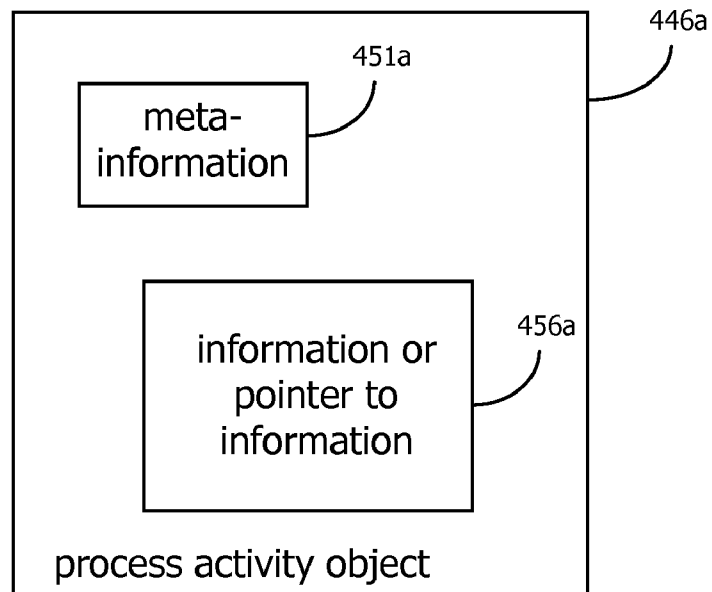 446a
451a
meta-
information
456a
information or
pointer to
information
process activity object